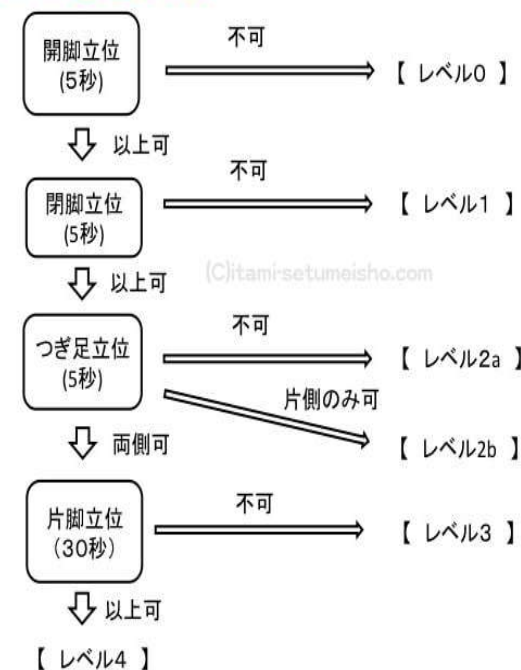 不可
開脚立位
(5秒)
【 レベル0 】
以上可
不可
閉脚立位
(5秒)
【 レベル1 】
(C)itami-setumeisho.com
以上可
不可
つぎ足立位
(5秒)
【 レベル2a 】
片側のみ可
【 レベル2b 】
両側可
不可
片脚立位
(30秒)
【 レベル3 】
以上可
【 レベル4 】